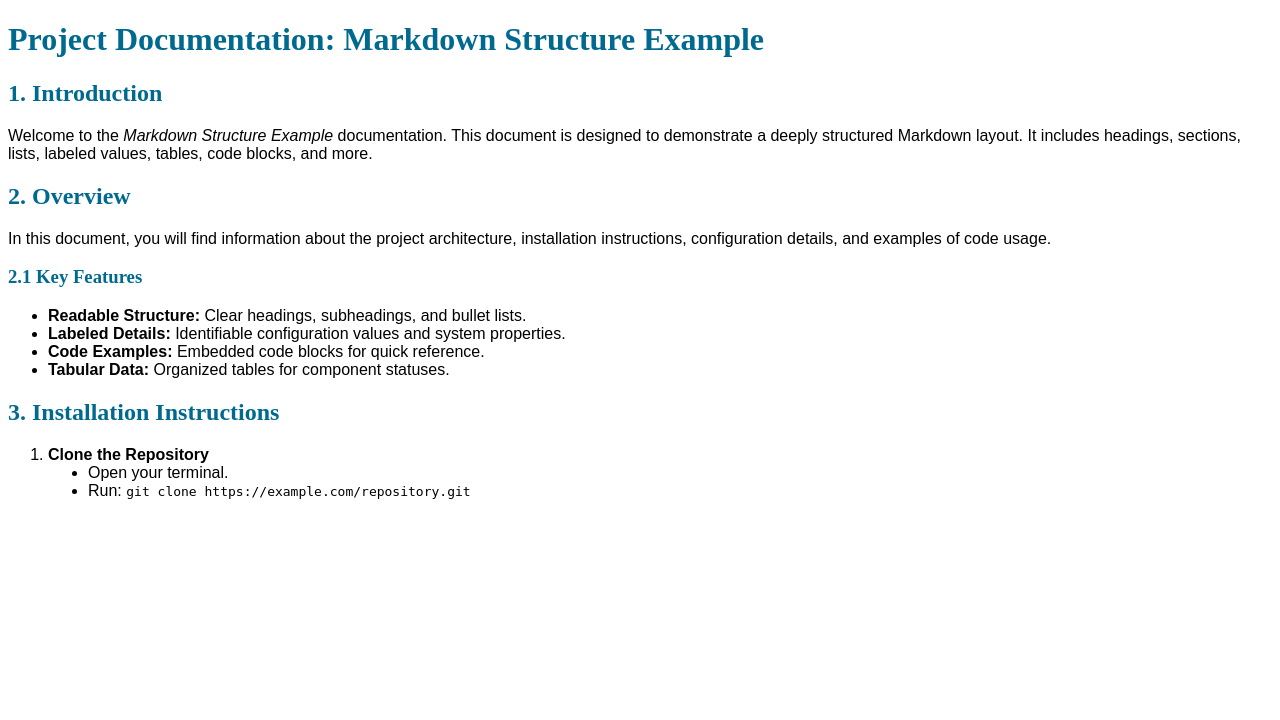 Project Documentation: Markdown Structure Example
1. Introduction
Welcome to the Markdown Structure Example documentation. This document is designed to demonstrate a deeply structured Markdown layout. It includes headings, sections,
lists, labeled values, tables, code blocks, and more.
2. Overview
In this document, you will find information about the project architecture, installation instructions, configuration details, and examples of code usage.
2.1 Key Features
• Readable Structure: Clear headings, subheadings, and bullet lists.
• Labeled Details: Identifiable configuration values and system properties.
• Code Examples: Embedded code blocks for quick reference.
• Tabular Data: Organized tables for component statuses.
3. Installation Instructions
1. Clone the Repository
• Open your terminal.
• Run: git clone https://example.com/repository.git